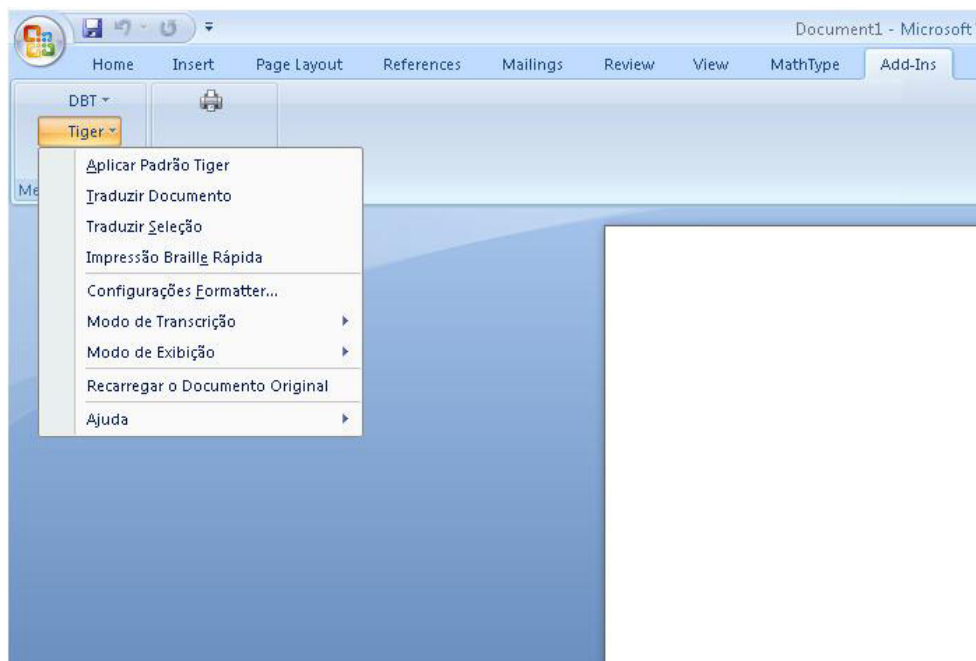 Document1 - Microsoft
Home Insert Page Layout References Mailings Review View MathType Add-Ins
DBT
Tiger
Me
Aplicar Padrão Tiger
Traduzir Documento
Traduzir Seleção
Impressão Braille Rápida
Configurações Formatter...
Modo de Transcrição
Modo de Exibição
Recarregar o Documento Original
Ajuda